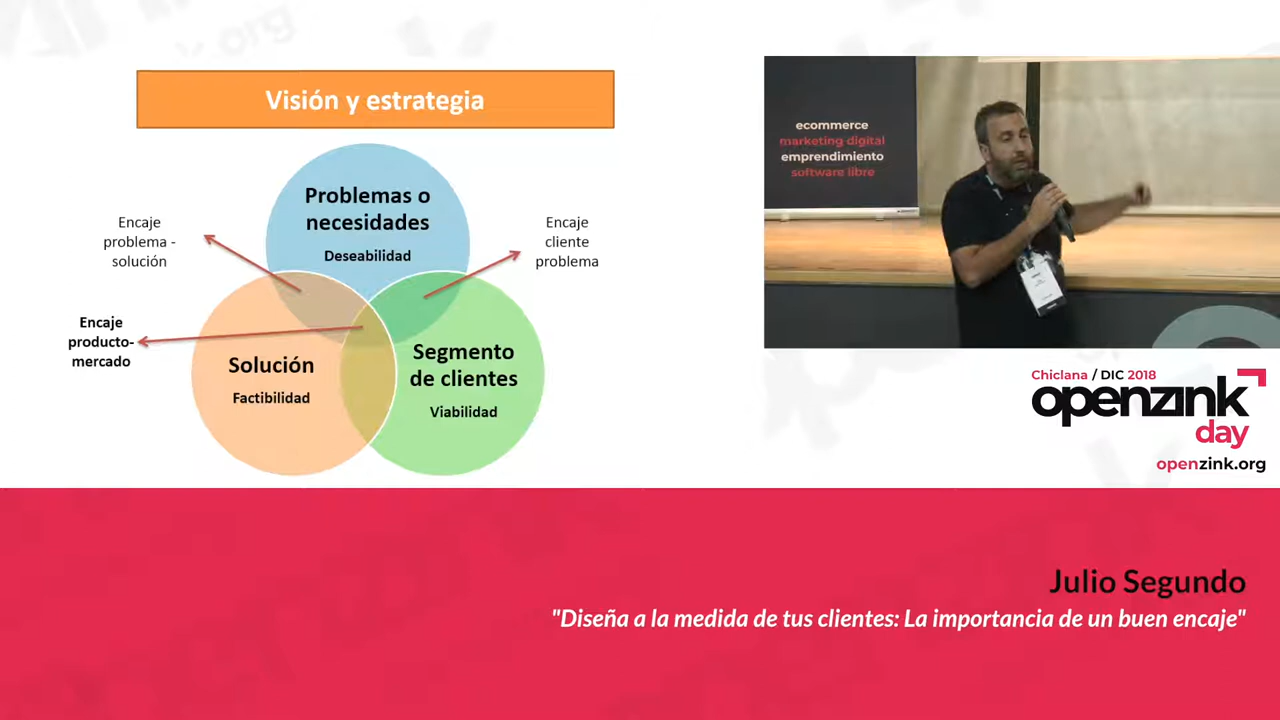 Visión y estrategia
Problemas o
necesidades
Deseabilidad
Encaje
problema -
solución
Encaje
cliente
problema
Encaje
producto-
mercado
Solución
Factibilidad
Segmento
de clientes
Viabilidad
ecommerce
marketing digital
emprendimiento
software libre
Chiclana / DIC 2018
openzink
day
openzink.org
Julio Segundo
"Diseña a la medida de tus clientes: La importancia de un buen encaje"